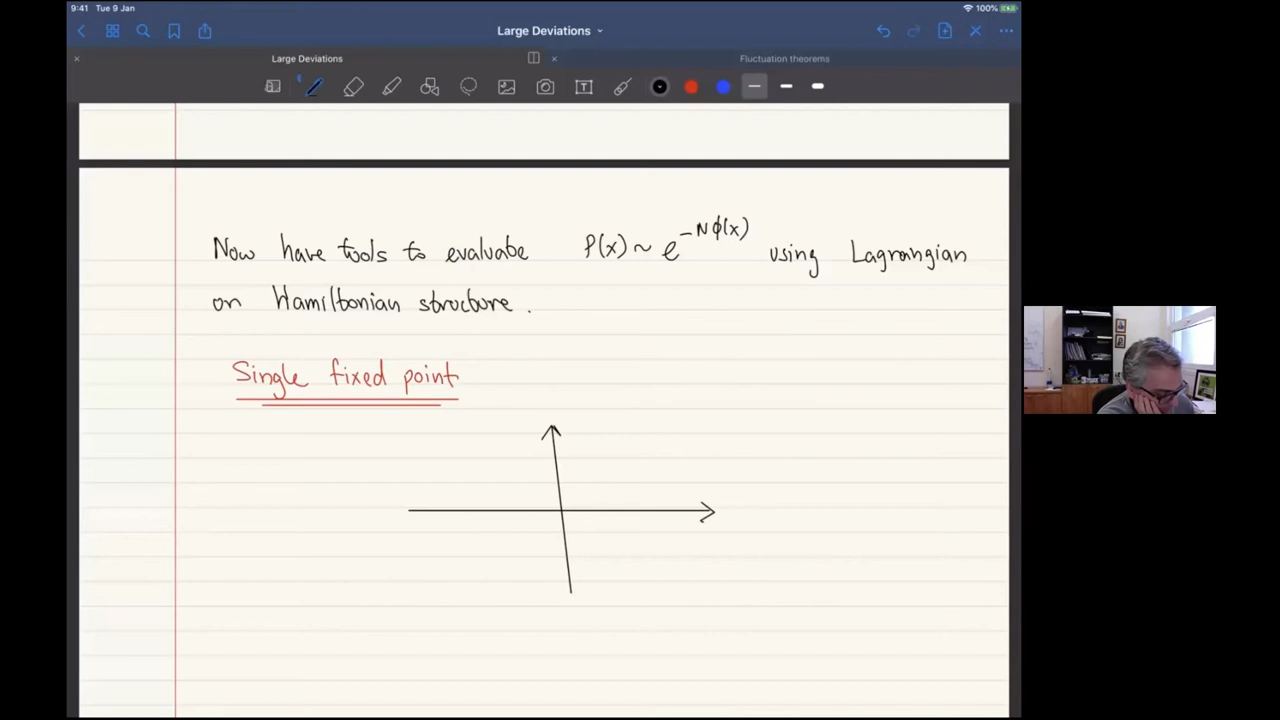 9:41 Tue 9 Jan
100%
Large Deviations
Large Deviations
Fluctuation theorems
Now have tools to evaluate P(x) ~ e^{-Nϕ(x)} using Lagrangian
on Hamiltonian structure.
Single fixed point